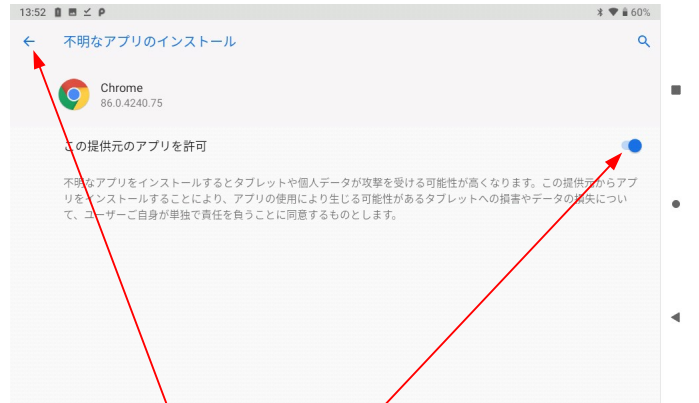 13:52 60%
不明なアプリのインストール
Chrome
86.0.4240.75
この提供元のアプリを許可
不明なアプリをインストールするとタブレットや個人データが攻撃を受ける可能性が高くなります。この提供元からアプ
リをインストールすることにより、アプリの使用により生じる可能性があるタブレットへの損害やデータの損失につい
て、ユーザーご自身が単独で責任を負うことに同意するものとします。